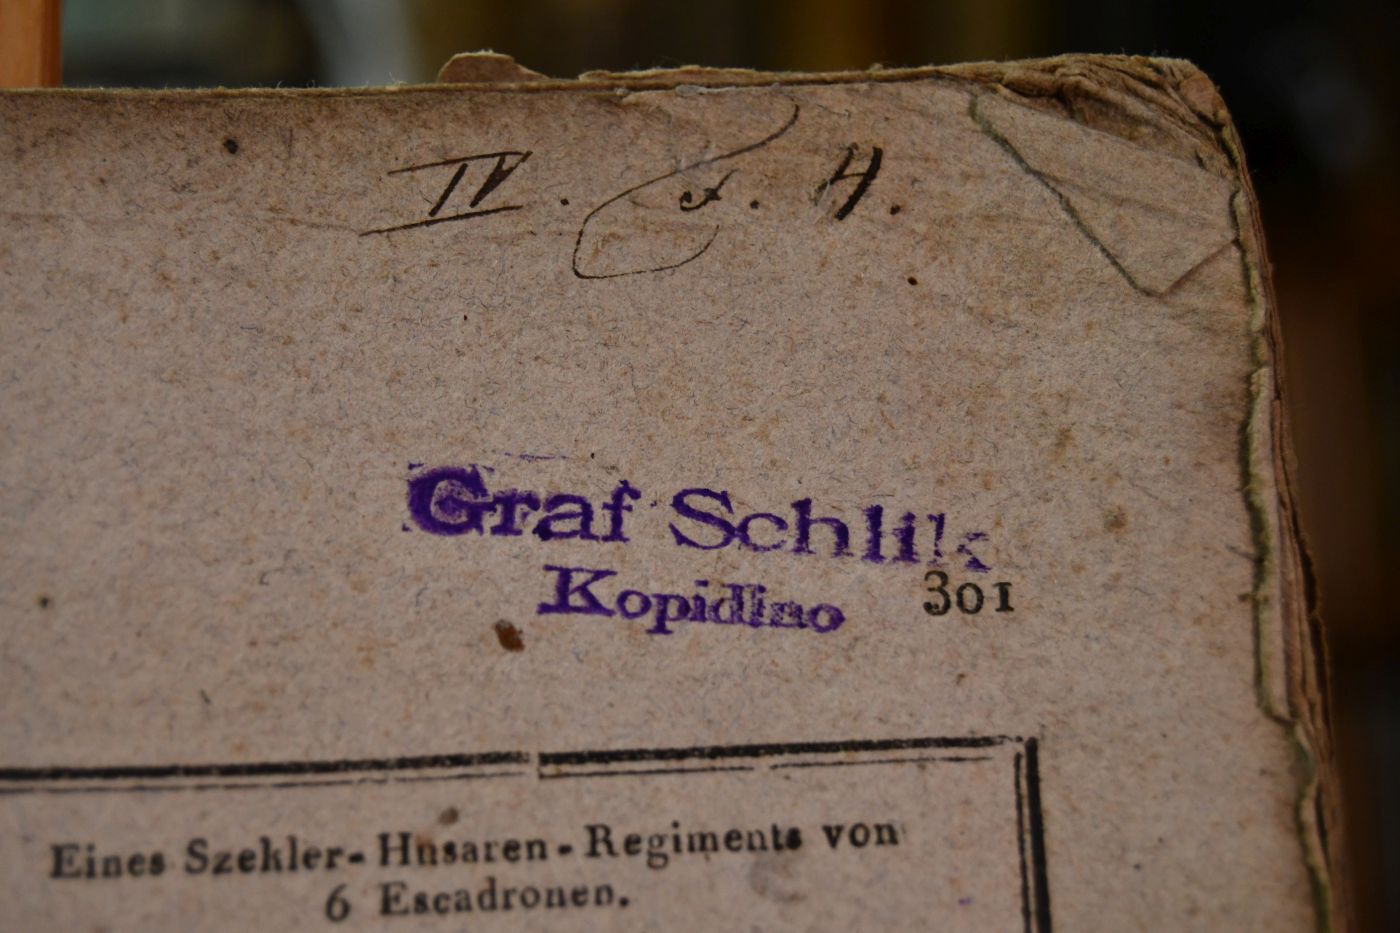 IV. H.
Graf Schlik
Kopidlno
301
Eines Szekler-Husaren-Regiments von
6 Escadronen.